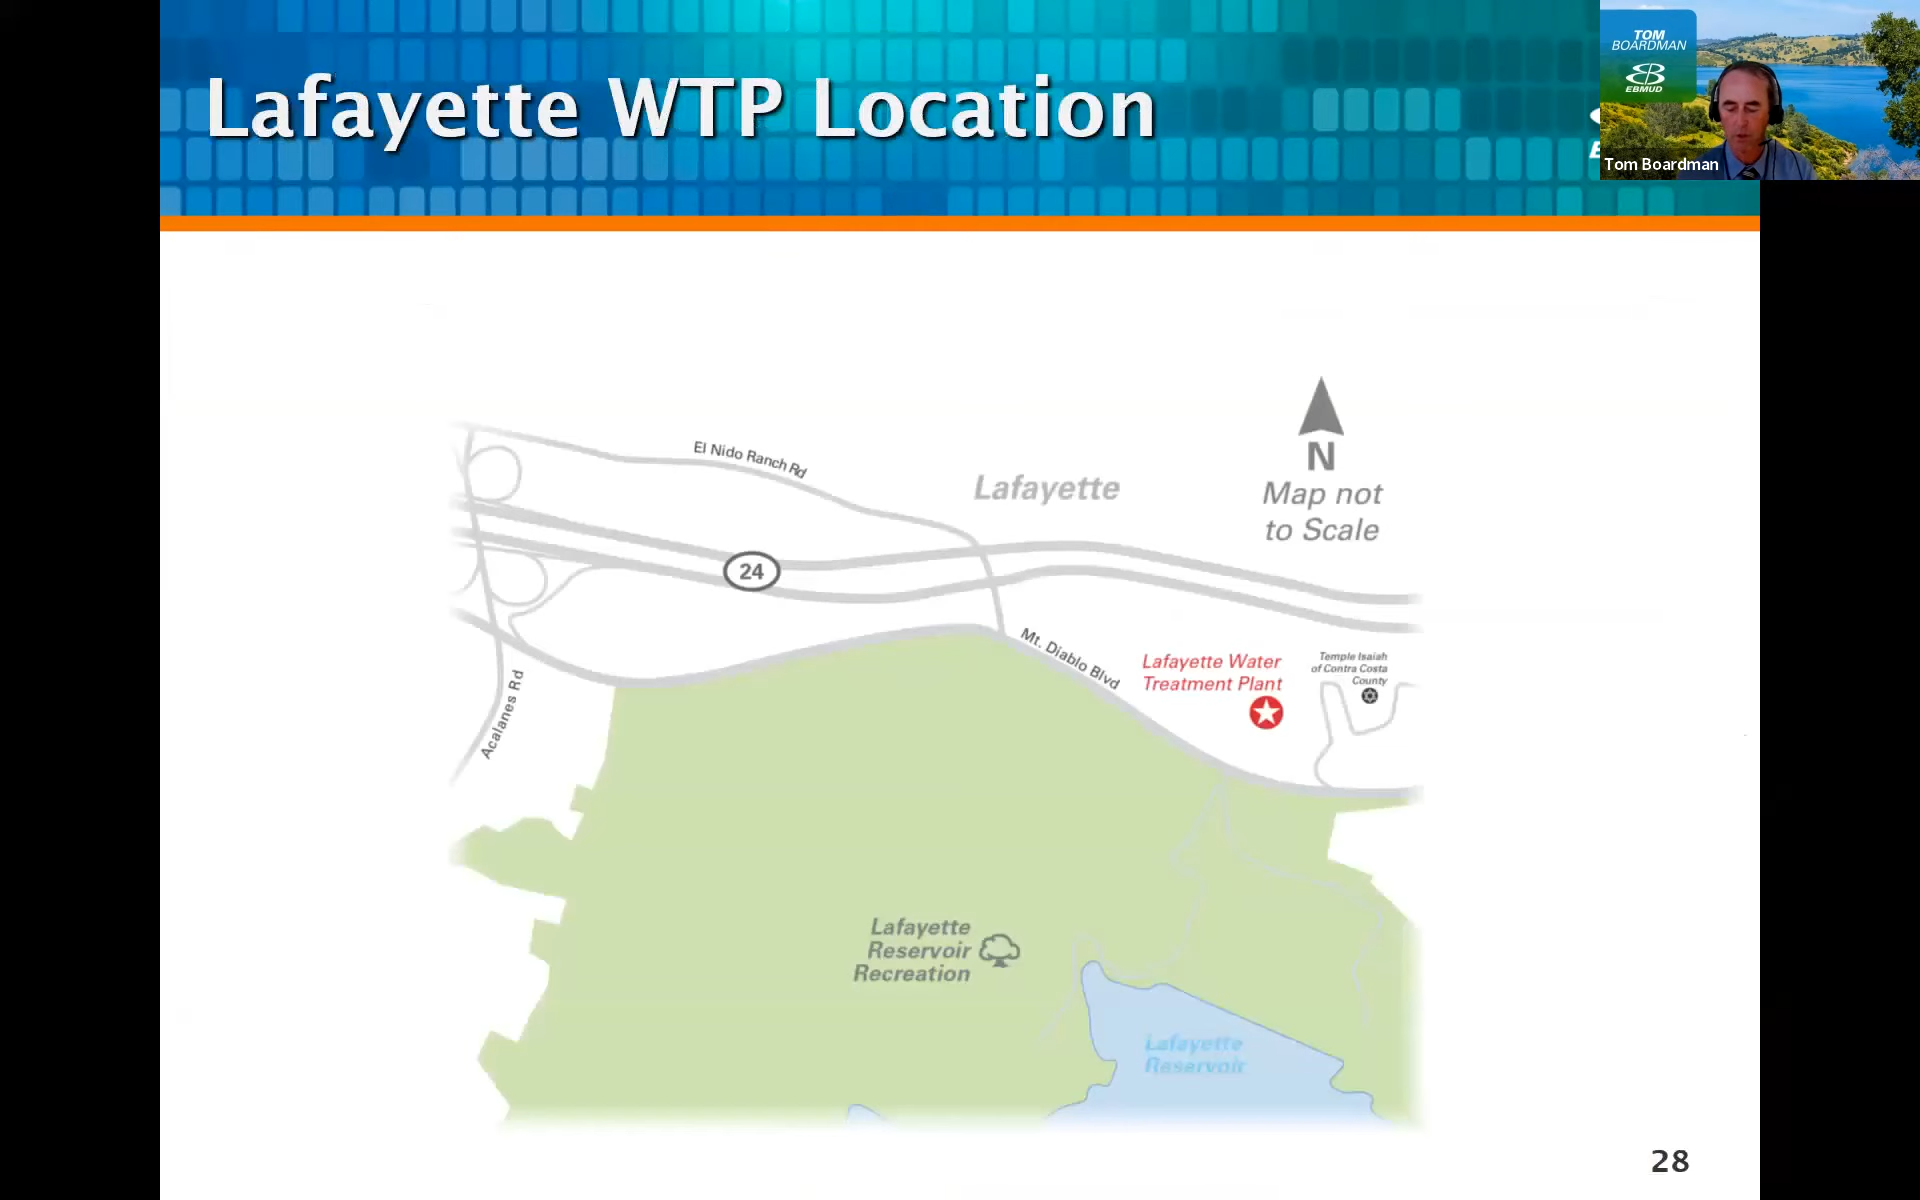 Lafayette WTP Location
TOM
BOARDMAN
EBMUD
Tom Boardman
El Nido Ranch Rd
Lafayette
N
Map not
to Scale
24
Mt. Diablo Blvd
Lafayette Water
Treatment Plant
Temple Isaiah
of Contra Costa
County
Acalanes Rd
Lafayette
Reservoir
Recreation
Lafayette
Reservoir
28